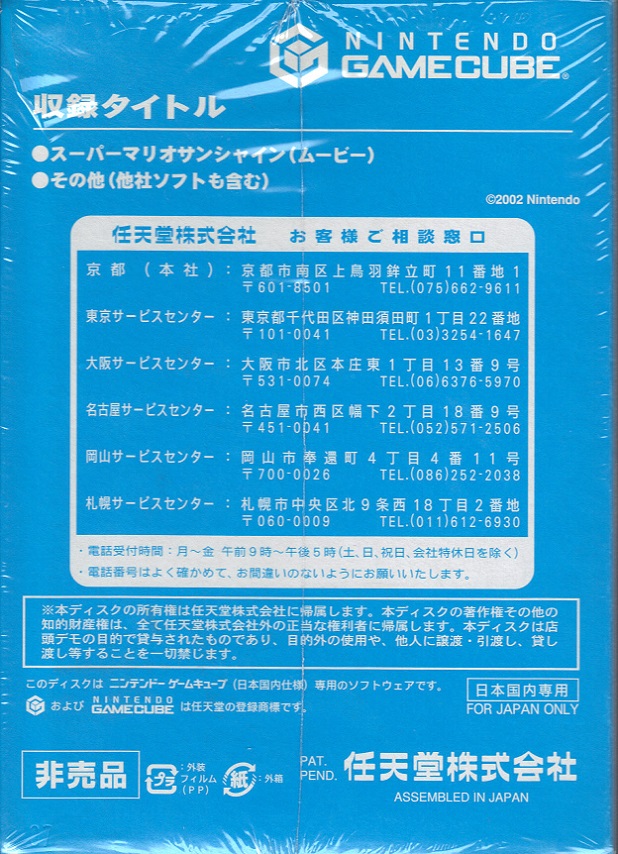 NINTENDO
GAMECUBE®
収録タイトル
●スーパーマリオサンシャイン(ムービー)
●その他(他社ソフトも含む)
©2002 Nintendo
任天堂株式会社 お客様ご相談窓口
京都(本社):京都市南区上鳥羽鉾立町11番地1
〒601-8501 TEL.(075)662-9611
東京サービスセンター:東京都千代田区神田須田町1丁目22番地
〒101-0041 TEL.(03)3254-1647
大阪サービスセンター:大阪市北区本庄東1丁目13番9号
〒531-0074 TEL.(06)6376-5970
名古屋サービスセンター:名古屋市西区幅下2丁目18番9号
〒451-0041 TEL.(052)571-2506
岡山サービスセンター:岡山市奉還町4丁目4番11号
〒700-0026 TEL.(086)252-2038
札幌サービスセンター:札幌市中央区北9条西18丁目2番地
〒060-0009 TEL.(011)612-6930
・電話受付時間:月〜金 午前9時〜午後5時(土、日、祝日、会社特休日を除く)
・電話番号はよく確かめて、お間違いのないようにお願いいたします。
※本ディスクの所有権は任天堂株式会社に帰属します。本ディスクの著作権その他の
知的財産権は、全て任天堂株式会社外の正当な権利者に帰属します。本ディスクは店
頭デモの目的で貸与されたものであり、目的外の使用や、他人に譲渡・引渡し、貸し
渡し等することを一切禁じます。
このディスクは ニンテンドーゲームキューブ(日本国内仕様)専用のソフトウェアです。
および NINTENDO GAMECUBE は任天堂の登録商標です。
日本国内専用
FOR JAPAN ONLY
非売品
プラ :外装フィルム(PP)
紙 :外箱
PAT. PEND.
任天堂株式会社
ASSEMBLED IN JAPAN